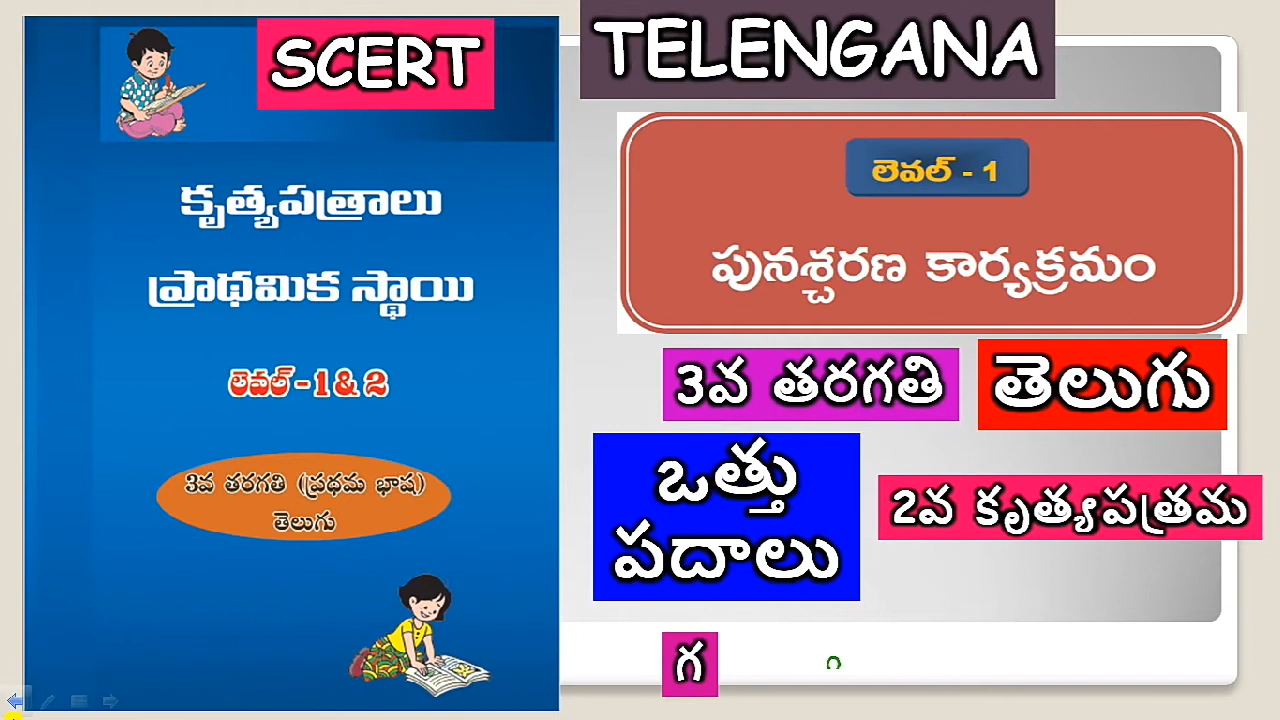 SCERT
కృత్యపత్రాలు
ప్రాథమిక స్థాయి
లెవల్ - 1 & 2
3వ తరగతి (ప్రథమ భాష)
తెలుగు
TELENGANA
లెవల్ - 1
పునశ్చరణ కార్యక్రమం
3వ తరగతి
తెలుగు
ఒత్తు
పదాలు
2వ కృత్యపత్రమ
గ